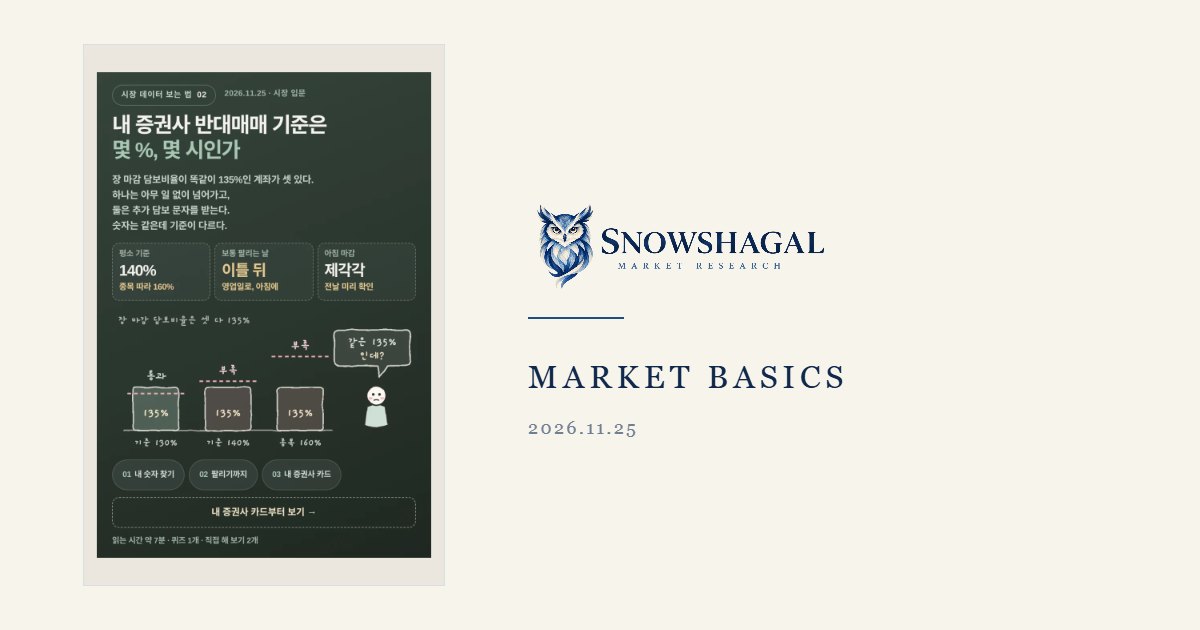 시장 데이터 보는 법 02
2026.11.25 · 시장 입문
내 증권사 반대매매 기준은
몇 %, 몇 시인가
장 마감 담보비율이 똑같이 135%인 계좌가 셋 있다.
하나는 아무 일 없이 넘어가고,
둘은 추가 담보 문자를 받는다.
숫자는 같은데 기준이 다르다.
평소 기준
140%
종목 따라 160%
보통 팔리는 날
이틀 뒤
영업일로, 아침에
아침 마감
제각각
전날 미리 확인
장 마감 담보비율은 셋 다 135%
통과
부족
부족
같은 135%
인데?
135%
135%
135%
기준 130%
기준 140%
종목 160%
01 내 숫자 찾기
02 팔리기까지
03 내 증권사 카드
내 증권사 카드부터 보기 →
읽는 시간 약 7분 · 퀴즈 1개 · 직접 해 보기 2개
SNOWSHAGAL
MARKET RESEARCH
MARKET BASICS
2026.11.25